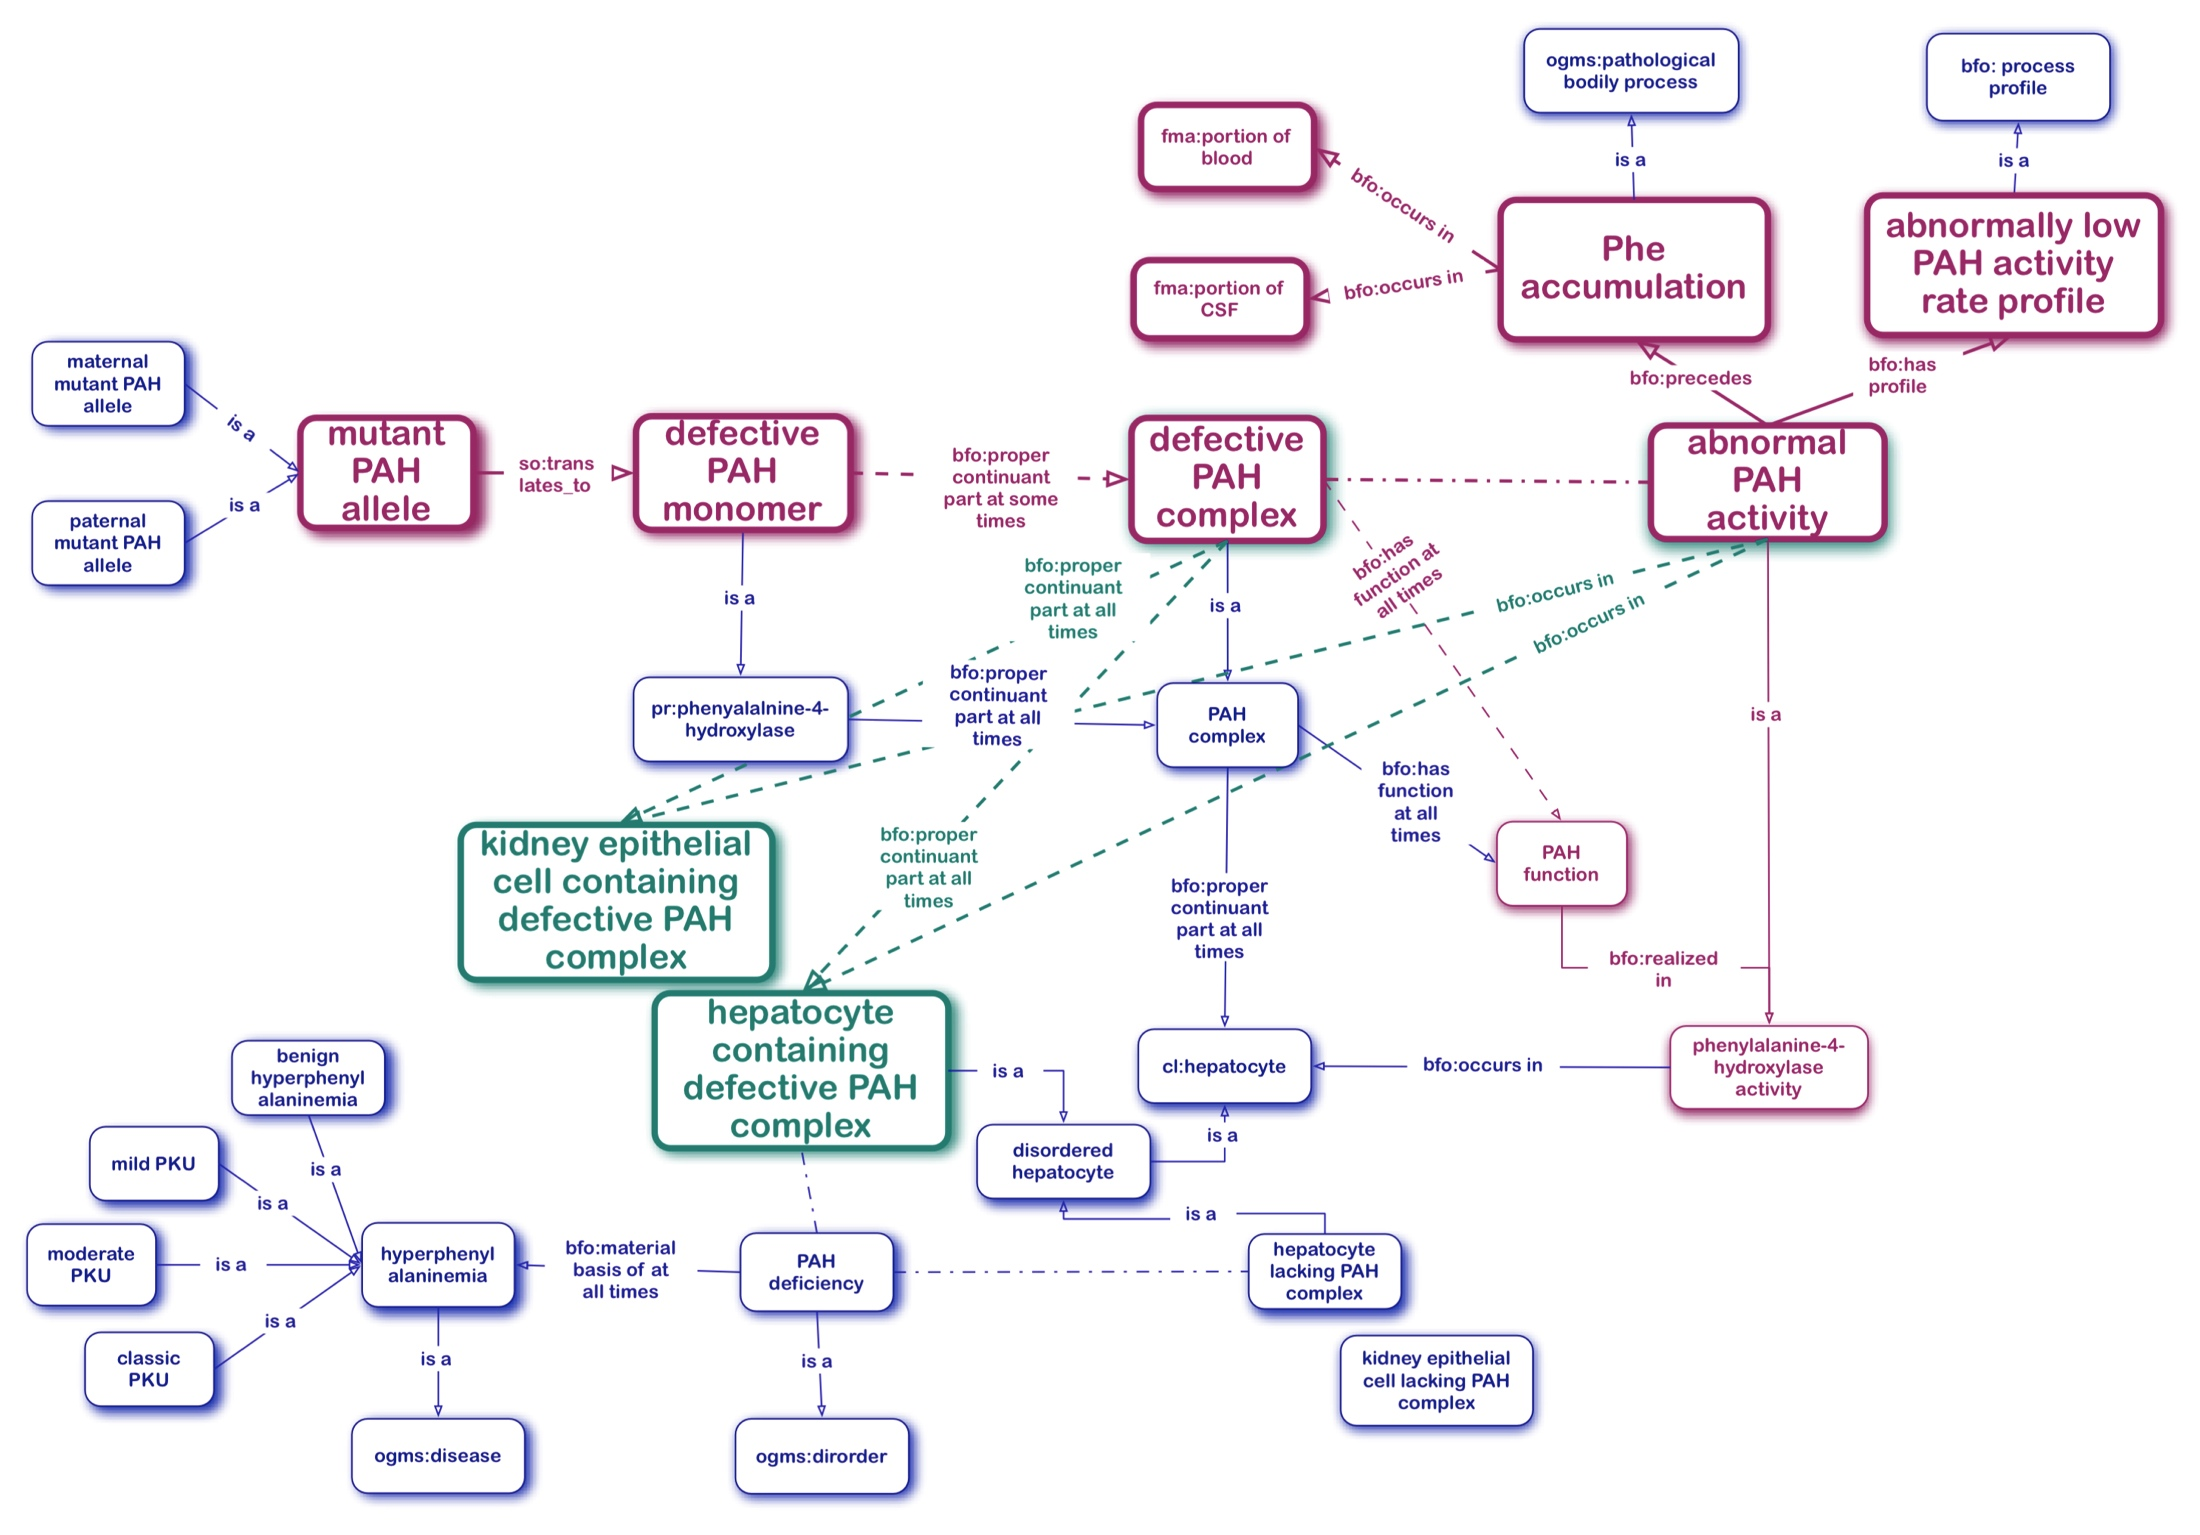 ogms:pathological
bodily process
bfo: process
profile
is a
is a
fma:portion of
blood
bfo:occurs in
fma:portion of
CSF
bfo:occurs in
Phe
accumulation
abnormally low
PAH activity
rate profile
bfo:precedes
bfo:has
profile
maternal
mutant PAH
allele
is a
paternal
mutant PAH
allele
is a
mutant
PAH
allele
so:trans
lates_to
defective
PAH
monomer
bfo:proper
continuant
part at some
times
defective
PAH
complex
abnormal
PAH
activity
is a
bfo:proper
continuant
part at all
times
is a
bfo:has
function at
all times
bfo:occurs in
bfo:occurs in
is a
pr:phenyalalnine-4-
hydroxylase
bfo:proper
continuant
part at all
times
PAH
complex
bfo:has
function
at all
times
PAH
function
kidney epithelial
cell containing
defective PAH
complex
bfo:proper
continuant
part at all
times
bfo:proper
continuant
part at all
times
bfo:realized
in
hepatocyte
containing
defective PAH
complex
is a
cl:hepatocyte
bfo:occurs in
phenylalanine-4-
hydroxylase
activity
disordered
hepatocyte
is a
is a
benign
hyperphenyl
alaninemia
is a
mild PKU
is a
moderate
PKU
is a
classic
PKU
is a
hyperphenyl
alaninemia
bfo:material
basis of at
all times
PAH
deficiency
hepatocyte
lacking PAH
complex
is a
is a
kidney epithelial
cell lacking PAH
complex
ogms:disease
ogms:dirorder